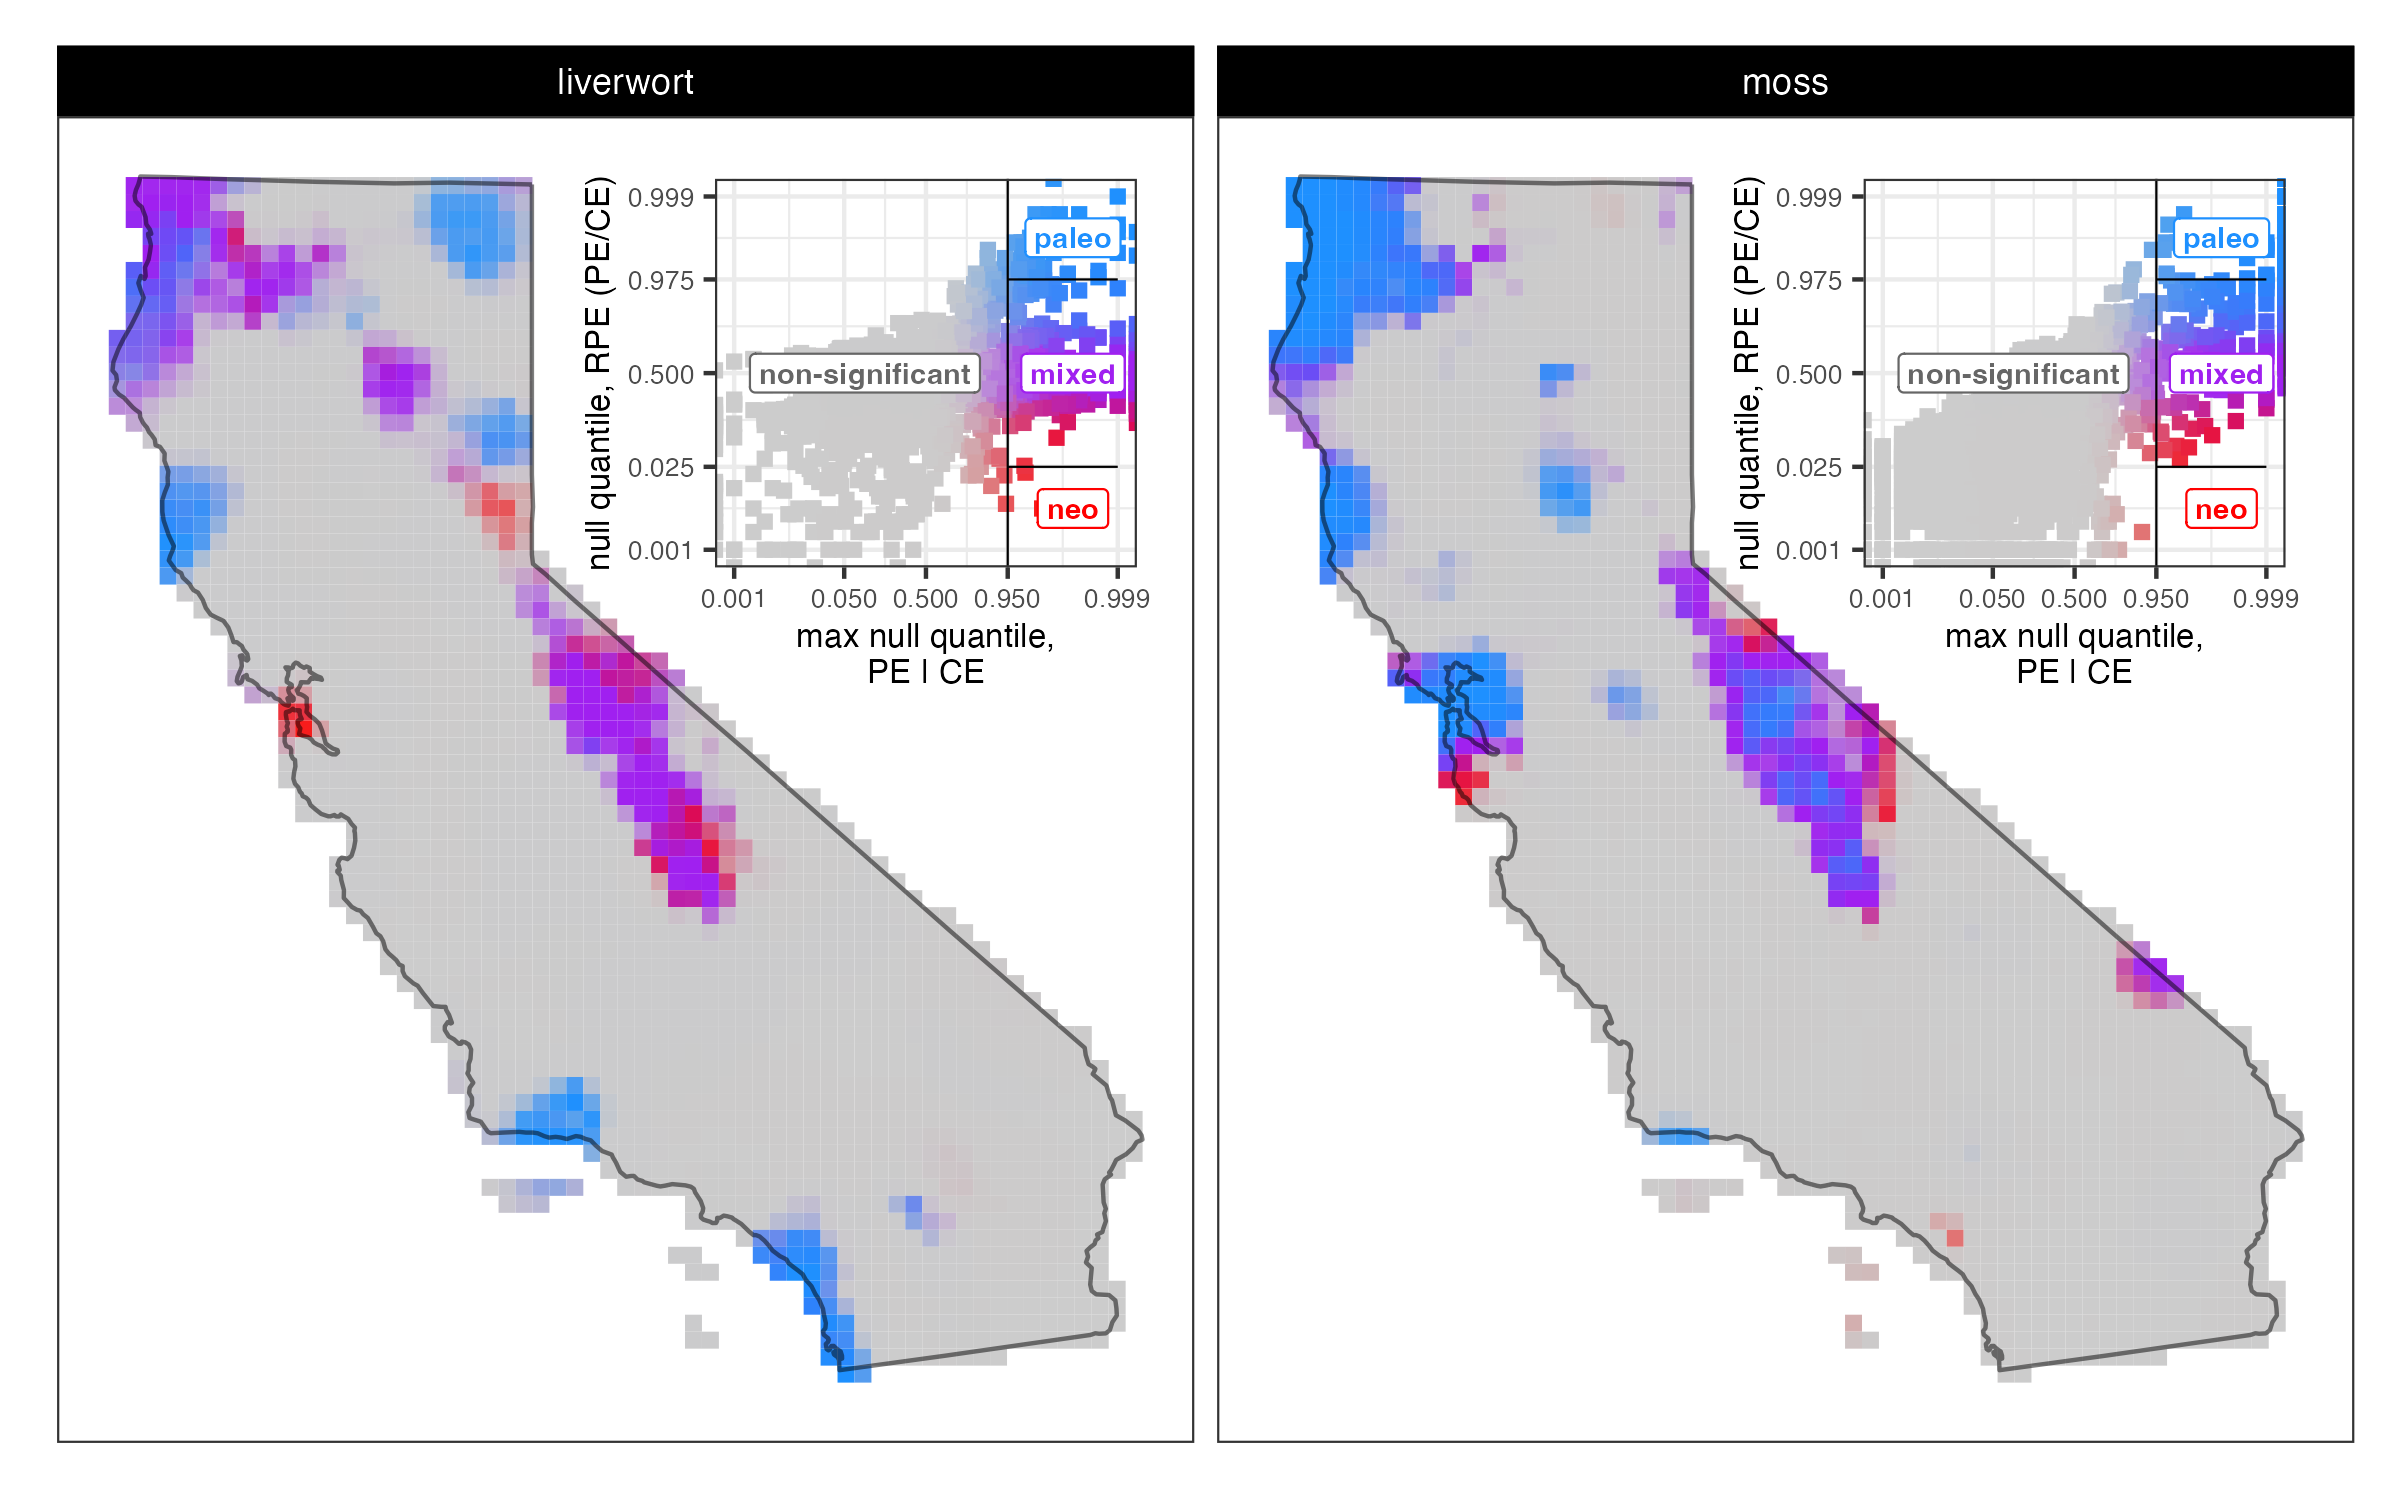 liverwort
null quantile, RPE (PE/CE)
0.999
0.975
0.500
0.025
0.001
paleo
non-significant
mixed
neo
0.001 0.050 0.500 0.950 0.999
max null quantile,
PE | CE
moss
null quantile, RPE (PE/CE)
0.999
0.975
0.500
0.025
0.001
paleo
non-significant
mixed
neo
0.001 0.050 0.500 0.950 0.999
max null quantile,
PE | CE